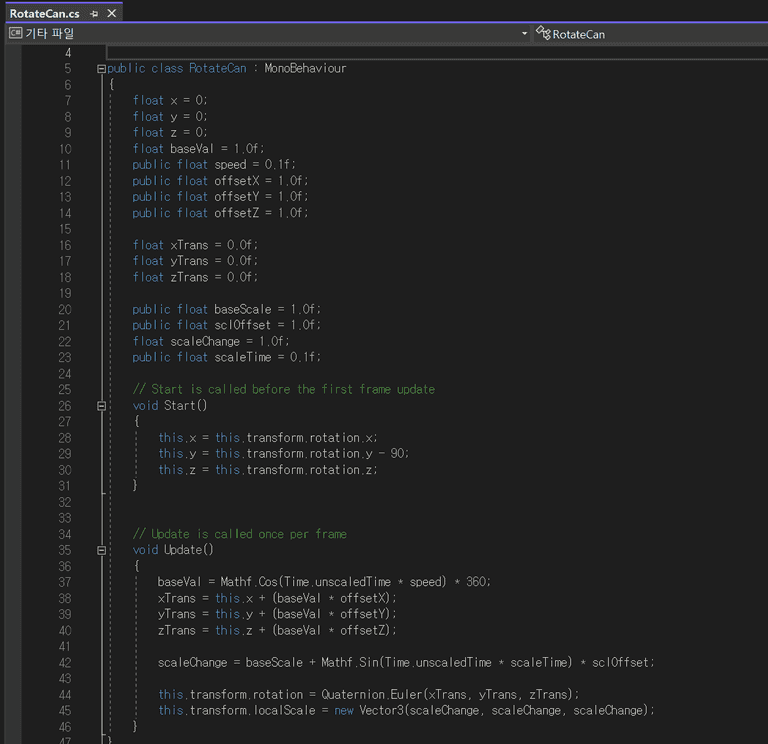 RotateCan.cs
C# 기타 파일
RotateCan
4
5 public class RotateCan : MonoBehaviour
6 {
7 float x = 0;
8 float y = 0;
9 float z = 0;
10 float baseVal = 1.0f;
11 public float speed = 0.1f;
12 public float offsetX = 1.0f;
13 public float offsetY = 1.0f;
14 public float offsetZ = 1.0f;
15
16 float xTrans = 0.0f;
17 float yTrans = 0.0f;
18 float zTrans = 0.0f;
19
20 public float baseScale = 1.0f;
21 public float sclOffset = 1.0f;
22 float scaleChange = 1.0f;
23 public float scaleTime = 0.1f;
24
25 // Start is called before the first frame update
26 void Start()
27 {
28 this.x = this.transform.rotation.x;
29 this.y = this.transform.rotation.y - 90;
30 this.z = this.transform.rotation.z;
31 }
32
33
34 // Update is called once per frame
35 void Update()
36 {
37 baseVal = Mathf.Cos(Time.unscaledTime * speed) * 360;
38 xTrans = this.x + (baseVal * offsetX);
39 yTrans = this.y + (baseVal * offsetY);
40 zTrans = this.z + (baseVal * offsetZ);
41
42 scaleChange = baseScale + Mathf.Sin(Time.unscaledTime * scaleTime) * sclOffset;
43
44 this.transform.rotation = Quaternion.Euler(xTrans, yTrans, zTrans);
45 this.transform.localScale = new Vector3(scaleChange, scaleChange, scaleChange);
46 }
47 }